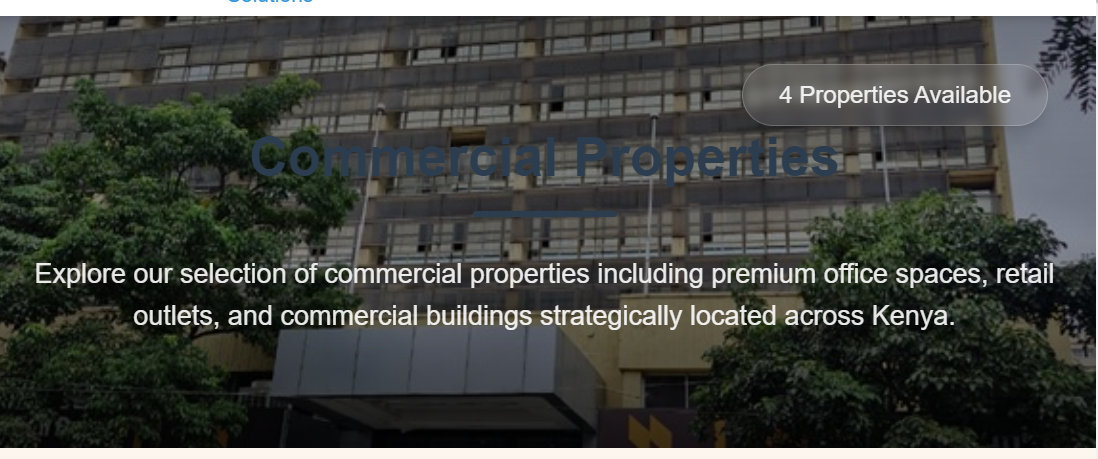 Solutions
4 Properties Available
Commercial Properties
Explore our selection of commercial properties including premium office spaces, retail
outlets, and commercial buildings strategically located across Kenya.